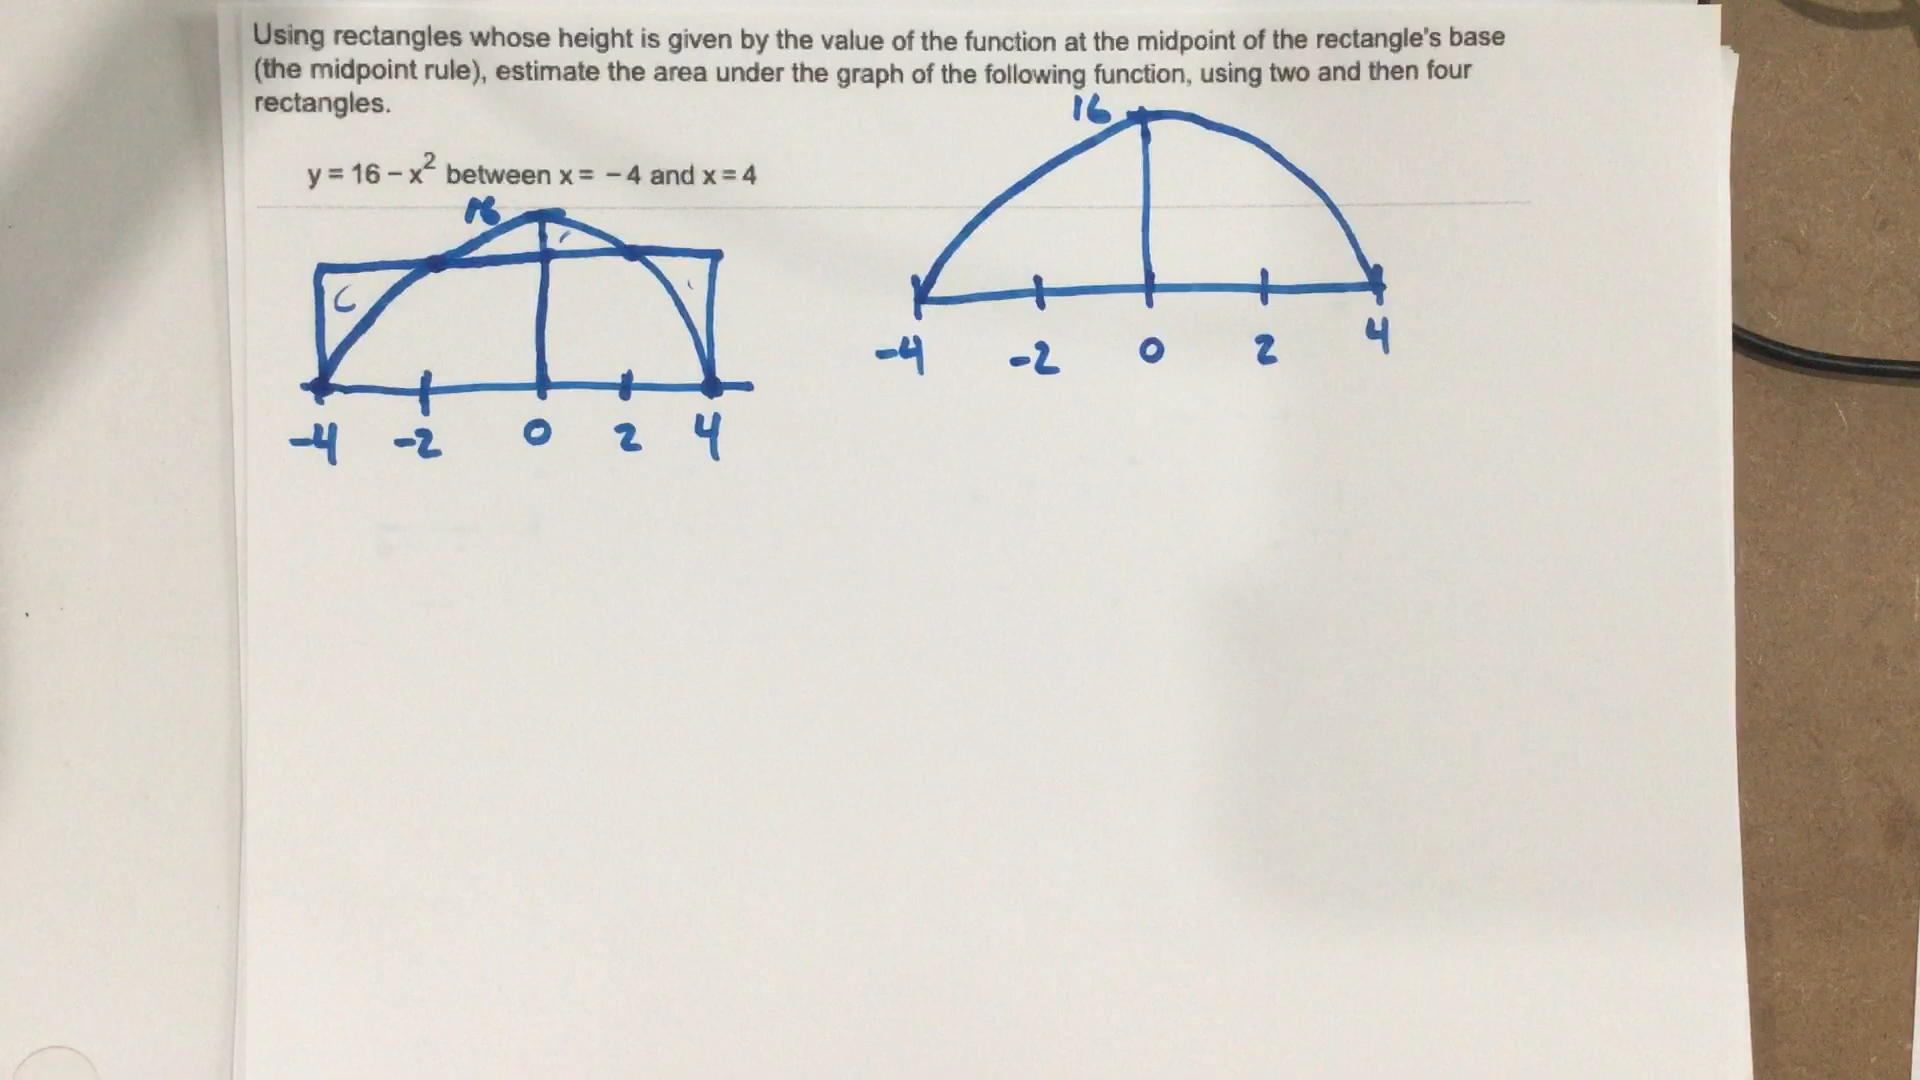 Using rectangles whose height is given by the value of the function at the midpoint of the rectangle's base
(the midpoint rule), estimate the area under the graph of the following function, using two and then four
rectangles.
y = 16 − x² between x = − 4 and x = 4
16
-4 -2 0 2 4
16
-4 -2 0 2 4